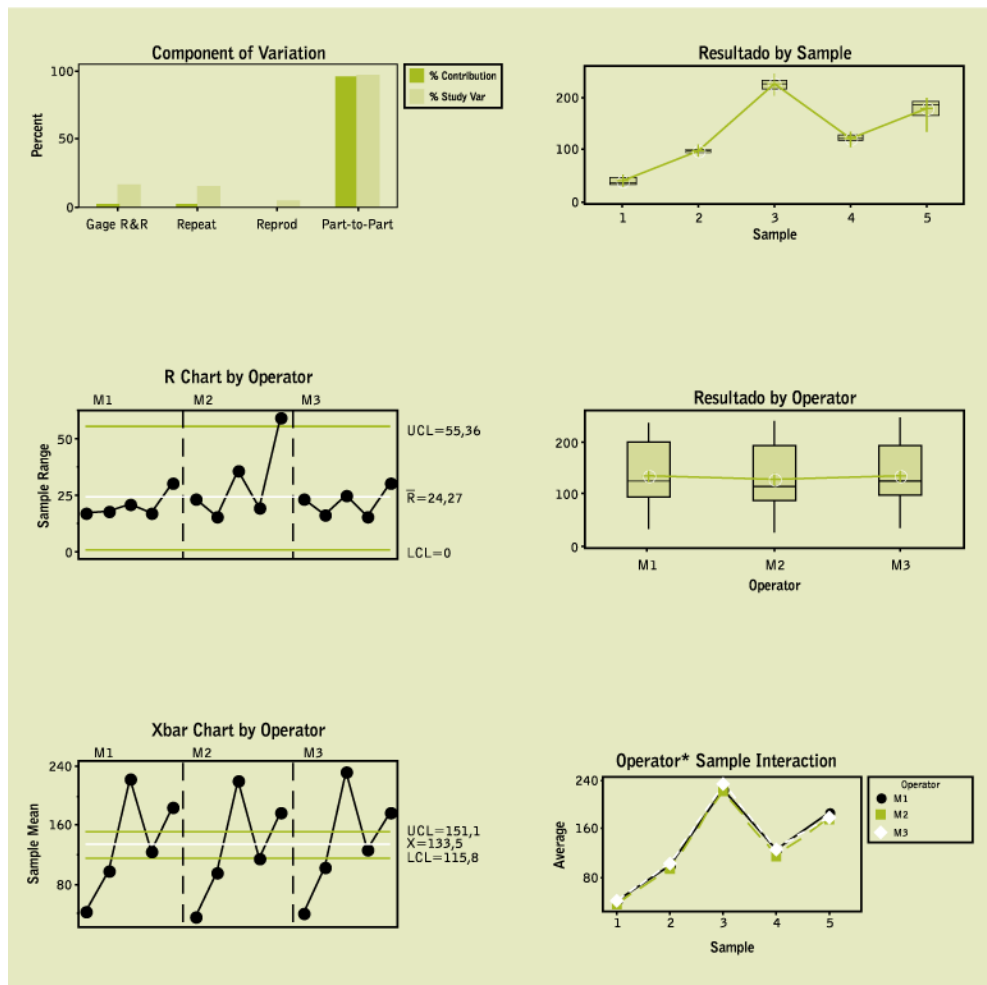 Component of Variation
% Contribution
% Study Var
Percent
100
50
0
Gage R&R Repeat Reprod Part-to-Part
Resultado by Sample
200
100
0
1 2 3 4 5
Sample
R Chart by Operator
M1 M2 M3
Sample Range
50
25
0
UCL=55,36
R̅=24,27
LCL=0
Resultado by Operator
200
100
0
M1 M2 M3
Operator
Xbar Chart by Operator
M1 M2 M3
Sample Mean
240
160
80
UCL=151,1
X=133,5
LCL=115,8
Operator* Sample Interaction
Average
240
160
80
1 2 3 4 5
Sample
Operator
M1
M2
M3